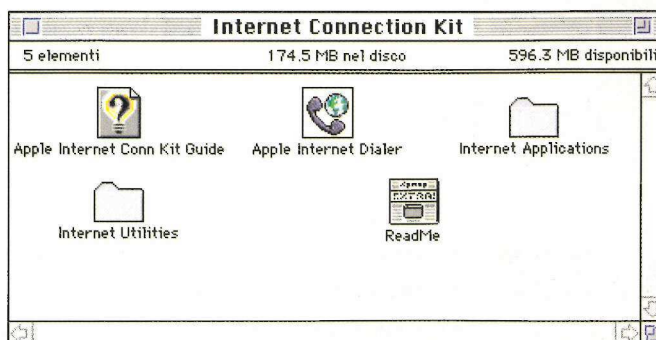 Internet Connection Kit
5 elementi 174.5 MB nel disco 596.3 MB disponibili
Apple Internet Conn Kit Guide Apple Internet Dialer Internet Applications
Internet Utilities ReadMe
EXTRA!